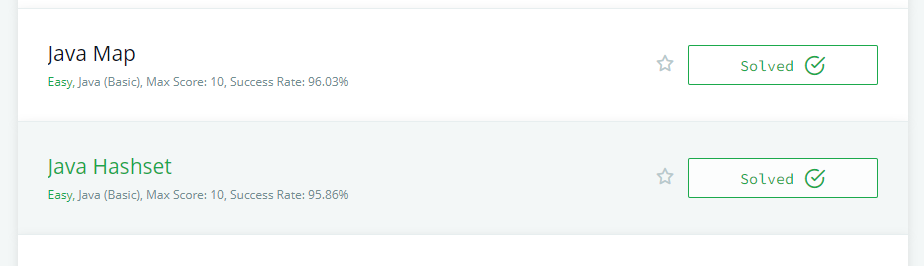 Java Map
Easy, Java (Basic), Max Score: 10, Success Rate: 96.03%
Solved
Java Hashset
Easy, Java (Basic), Max Score: 10, Success Rate: 95.86%
Solved